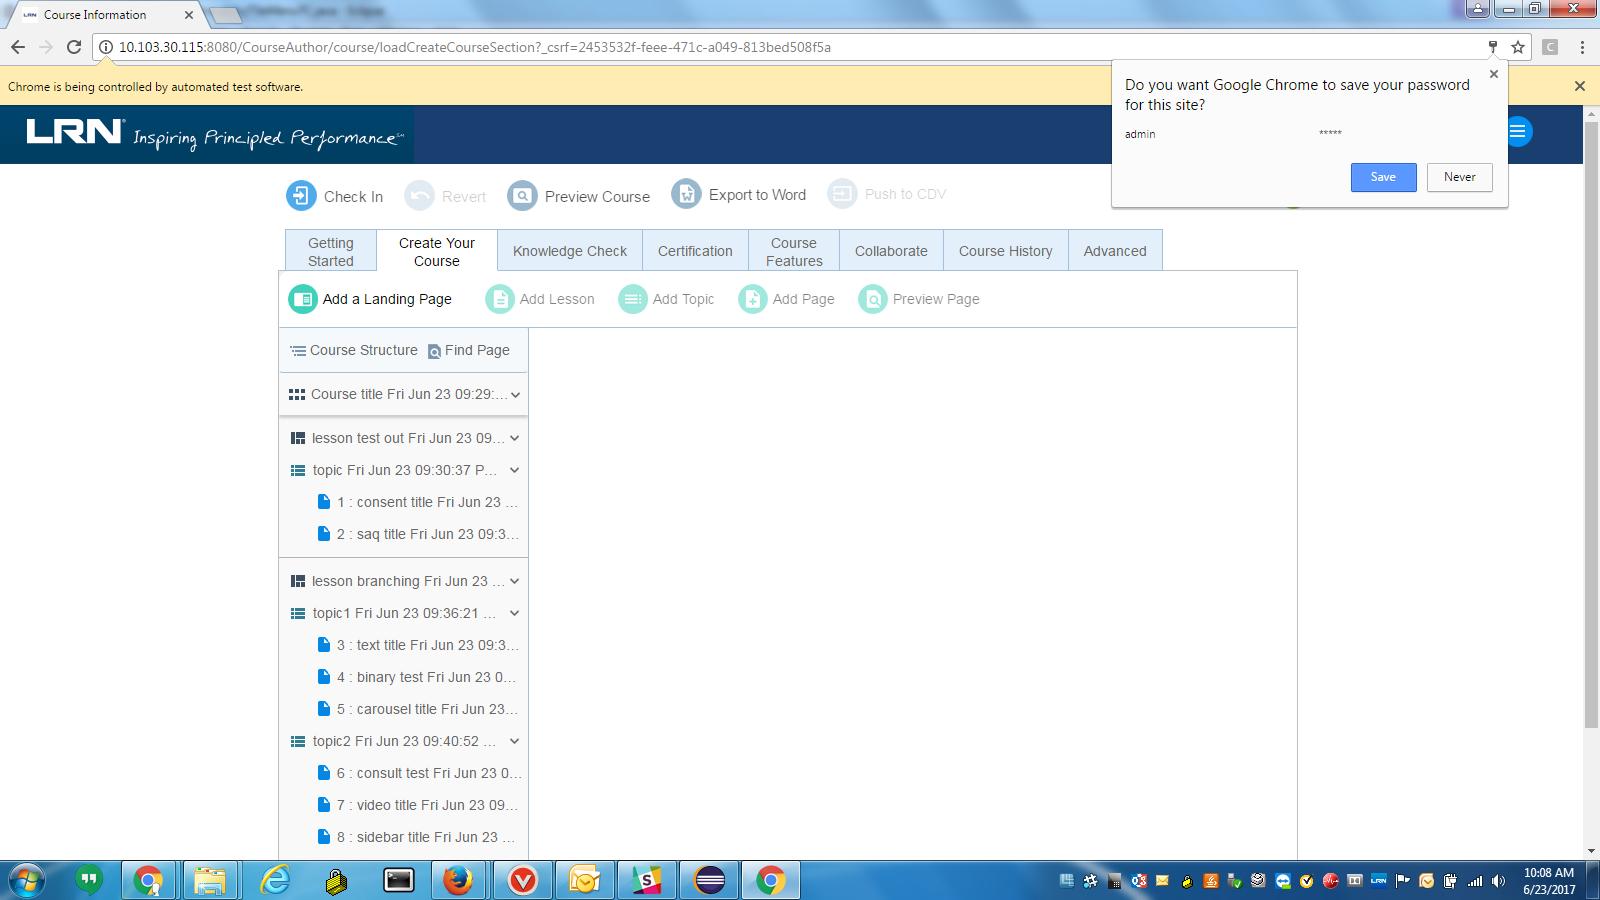 Course Information
10.103.30.115:8080/CourseAuthor/course/loadCreateCourseSection?_csrf=2453532f-feee-471c-a049-813bed508f5a
Chrome is being controlled by automated test software.
Do you want Google Chrome to save your password
for this site?
admin *****
Save Never
LRN Inspiring Principled Performance
Check In Revert Preview Course Export to Word Push to CDV
Getting Started
Create Your Course
Knowledge Check
Certification
Course Features
Collaborate
Course History
Advanced
Add a Landing Page Add Lesson Add Topic Add Page Preview Page
Course Structure Find Page
Course title Fri Jun 23 09:29:...
lesson test out Fri Jun 23 09...
topic Fri Jun 23 09:30:37 P...
1 : consent title Fri Jun 23 ...
2 : saq title Fri Jun 23 09:3...
lesson branching Fri Jun 23 ...
topic1 Fri Jun 23 09:36:21 ...
3 : text title Fri Jun 23 09:3...
4 : binary test Fri Jun 23 0...
5 : carousel title Fri Jun 23...
topic2 Fri Jun 23 09:40:52 ...
6 : consult test Fri Jun 23 0...
7 : video title Fri Jun 23 09...
8 : sidebar title Fri Jun 23 ...
10:08 AM
6/23/2017